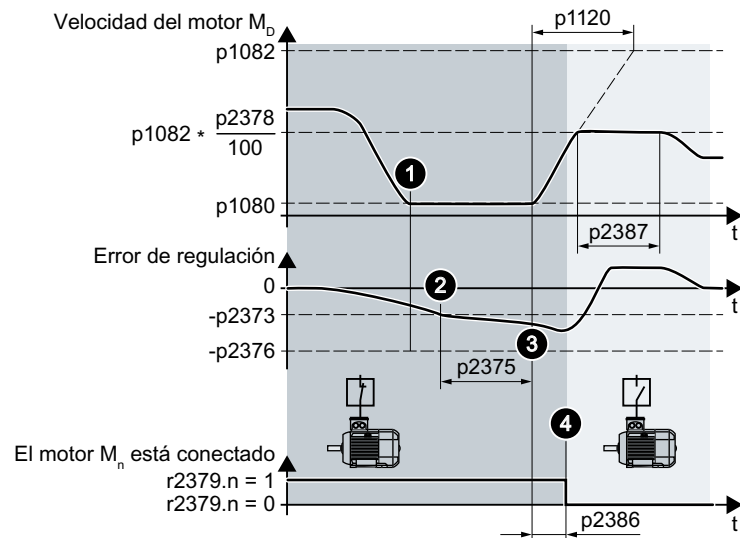 Velocidad del motor M_D
p1120
p1082
p1082 * p2378
100
1
p1080
t
p2387
Error de regulación
0
2
-p2373
3
-p2376
t
p2375
4
El motor M_n está conectado
r2379.n = 1
r2379.n = 0
t
p2386